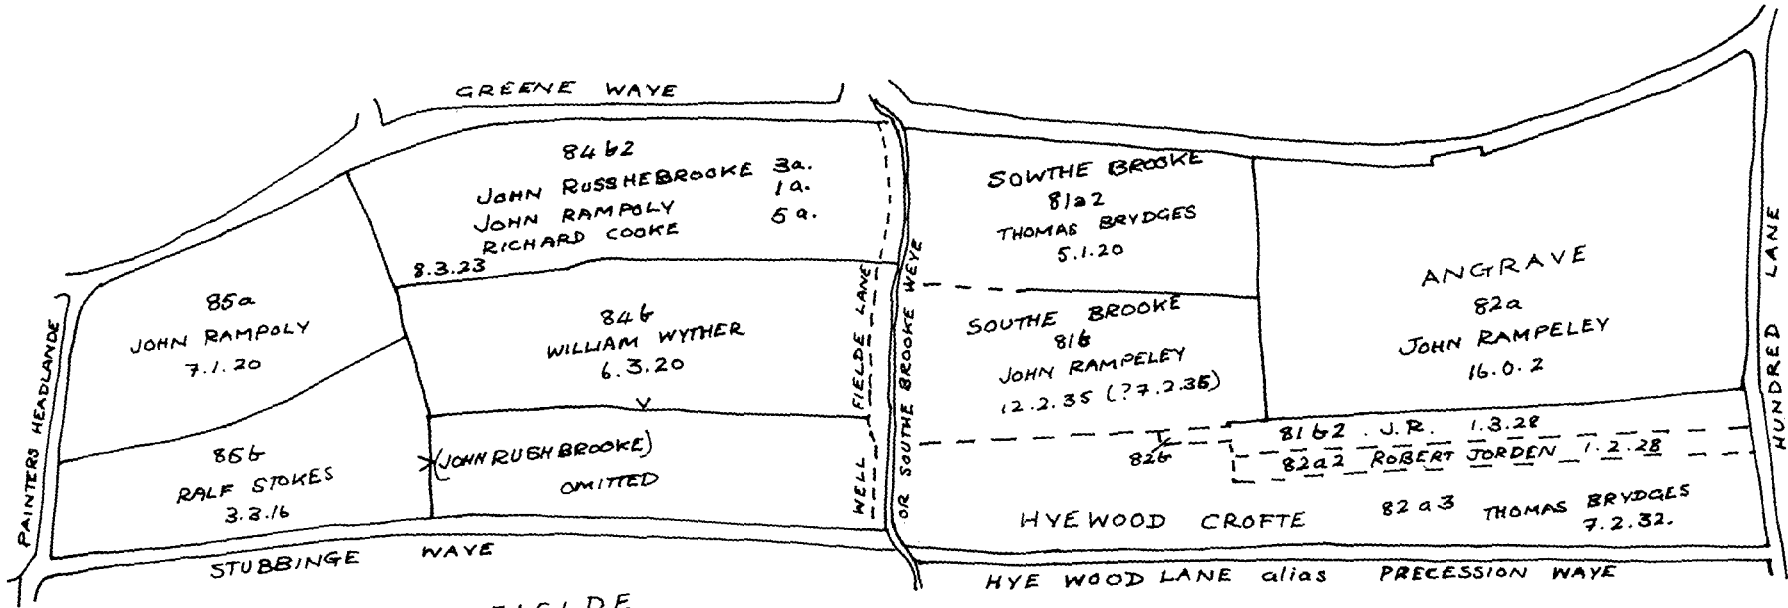 GREENE WAYE
84b2
JOHN RUSSHEBROOKE 3a.
JOHN RAMPOLY 1a.
RICHARD COOKE 5a.
8.3.23
85a
JOHN RAMPOLY
7.1.20
84b
WILLIAM WYTHER
6.3.20
85b
RALF STOKES
3.3.16
(JOHN RUSHBROOKE)
OMITTED
PAINTERS HEADLANDE
STUBBINGE WAYE
WELL FIELDE LANE
OR SOUTHE BROOKE WEYE
SOWTHE BROOKE
81a2
THOMAS BRYDGES
5.1.20
SOUTHE BROOKE
81b
JOHN RAMPELEY
12.2.35 (?7.2.35)
ANGRAVE
82a
JOHN RAMPELEY
16.0.2
HUNDRED LANE
81b2 . J.R. 1.3.28
82b
82a2 ROBERT JORDEN 1.2.28
HYEWOOD CROFTE 82a3 THOMAS BRYDGES
7.2.32.
HYE WOOD LANE alias PRECESSION WAYE